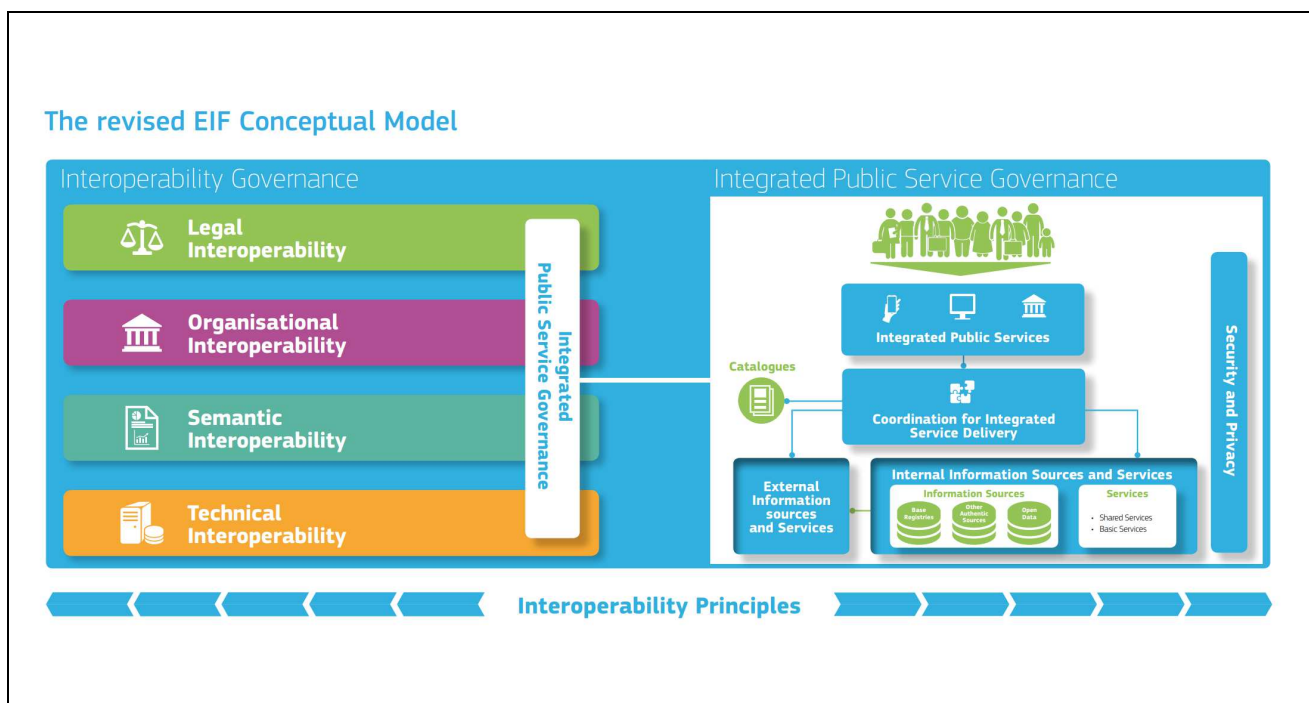 The revised EIF Conceptual Model
Interoperability Governance
Legal
Interoperability
Organisational
Interoperability
Semantic
Interoperability
Technical
Interoperability
Integrated
Public Service Governance
Integrated Public Service Governance
Integrated Public Services
Catalogues
Coordination for Integrated
Service Delivery
External
Information
sources
and Services
Internal Information Sources and Services
Information Sources
Base
Registries
Other
Authentic
Sources
Open
Data
Services
• Shared Services
• Basic Services
Security and Privacy
Interoperability Principles